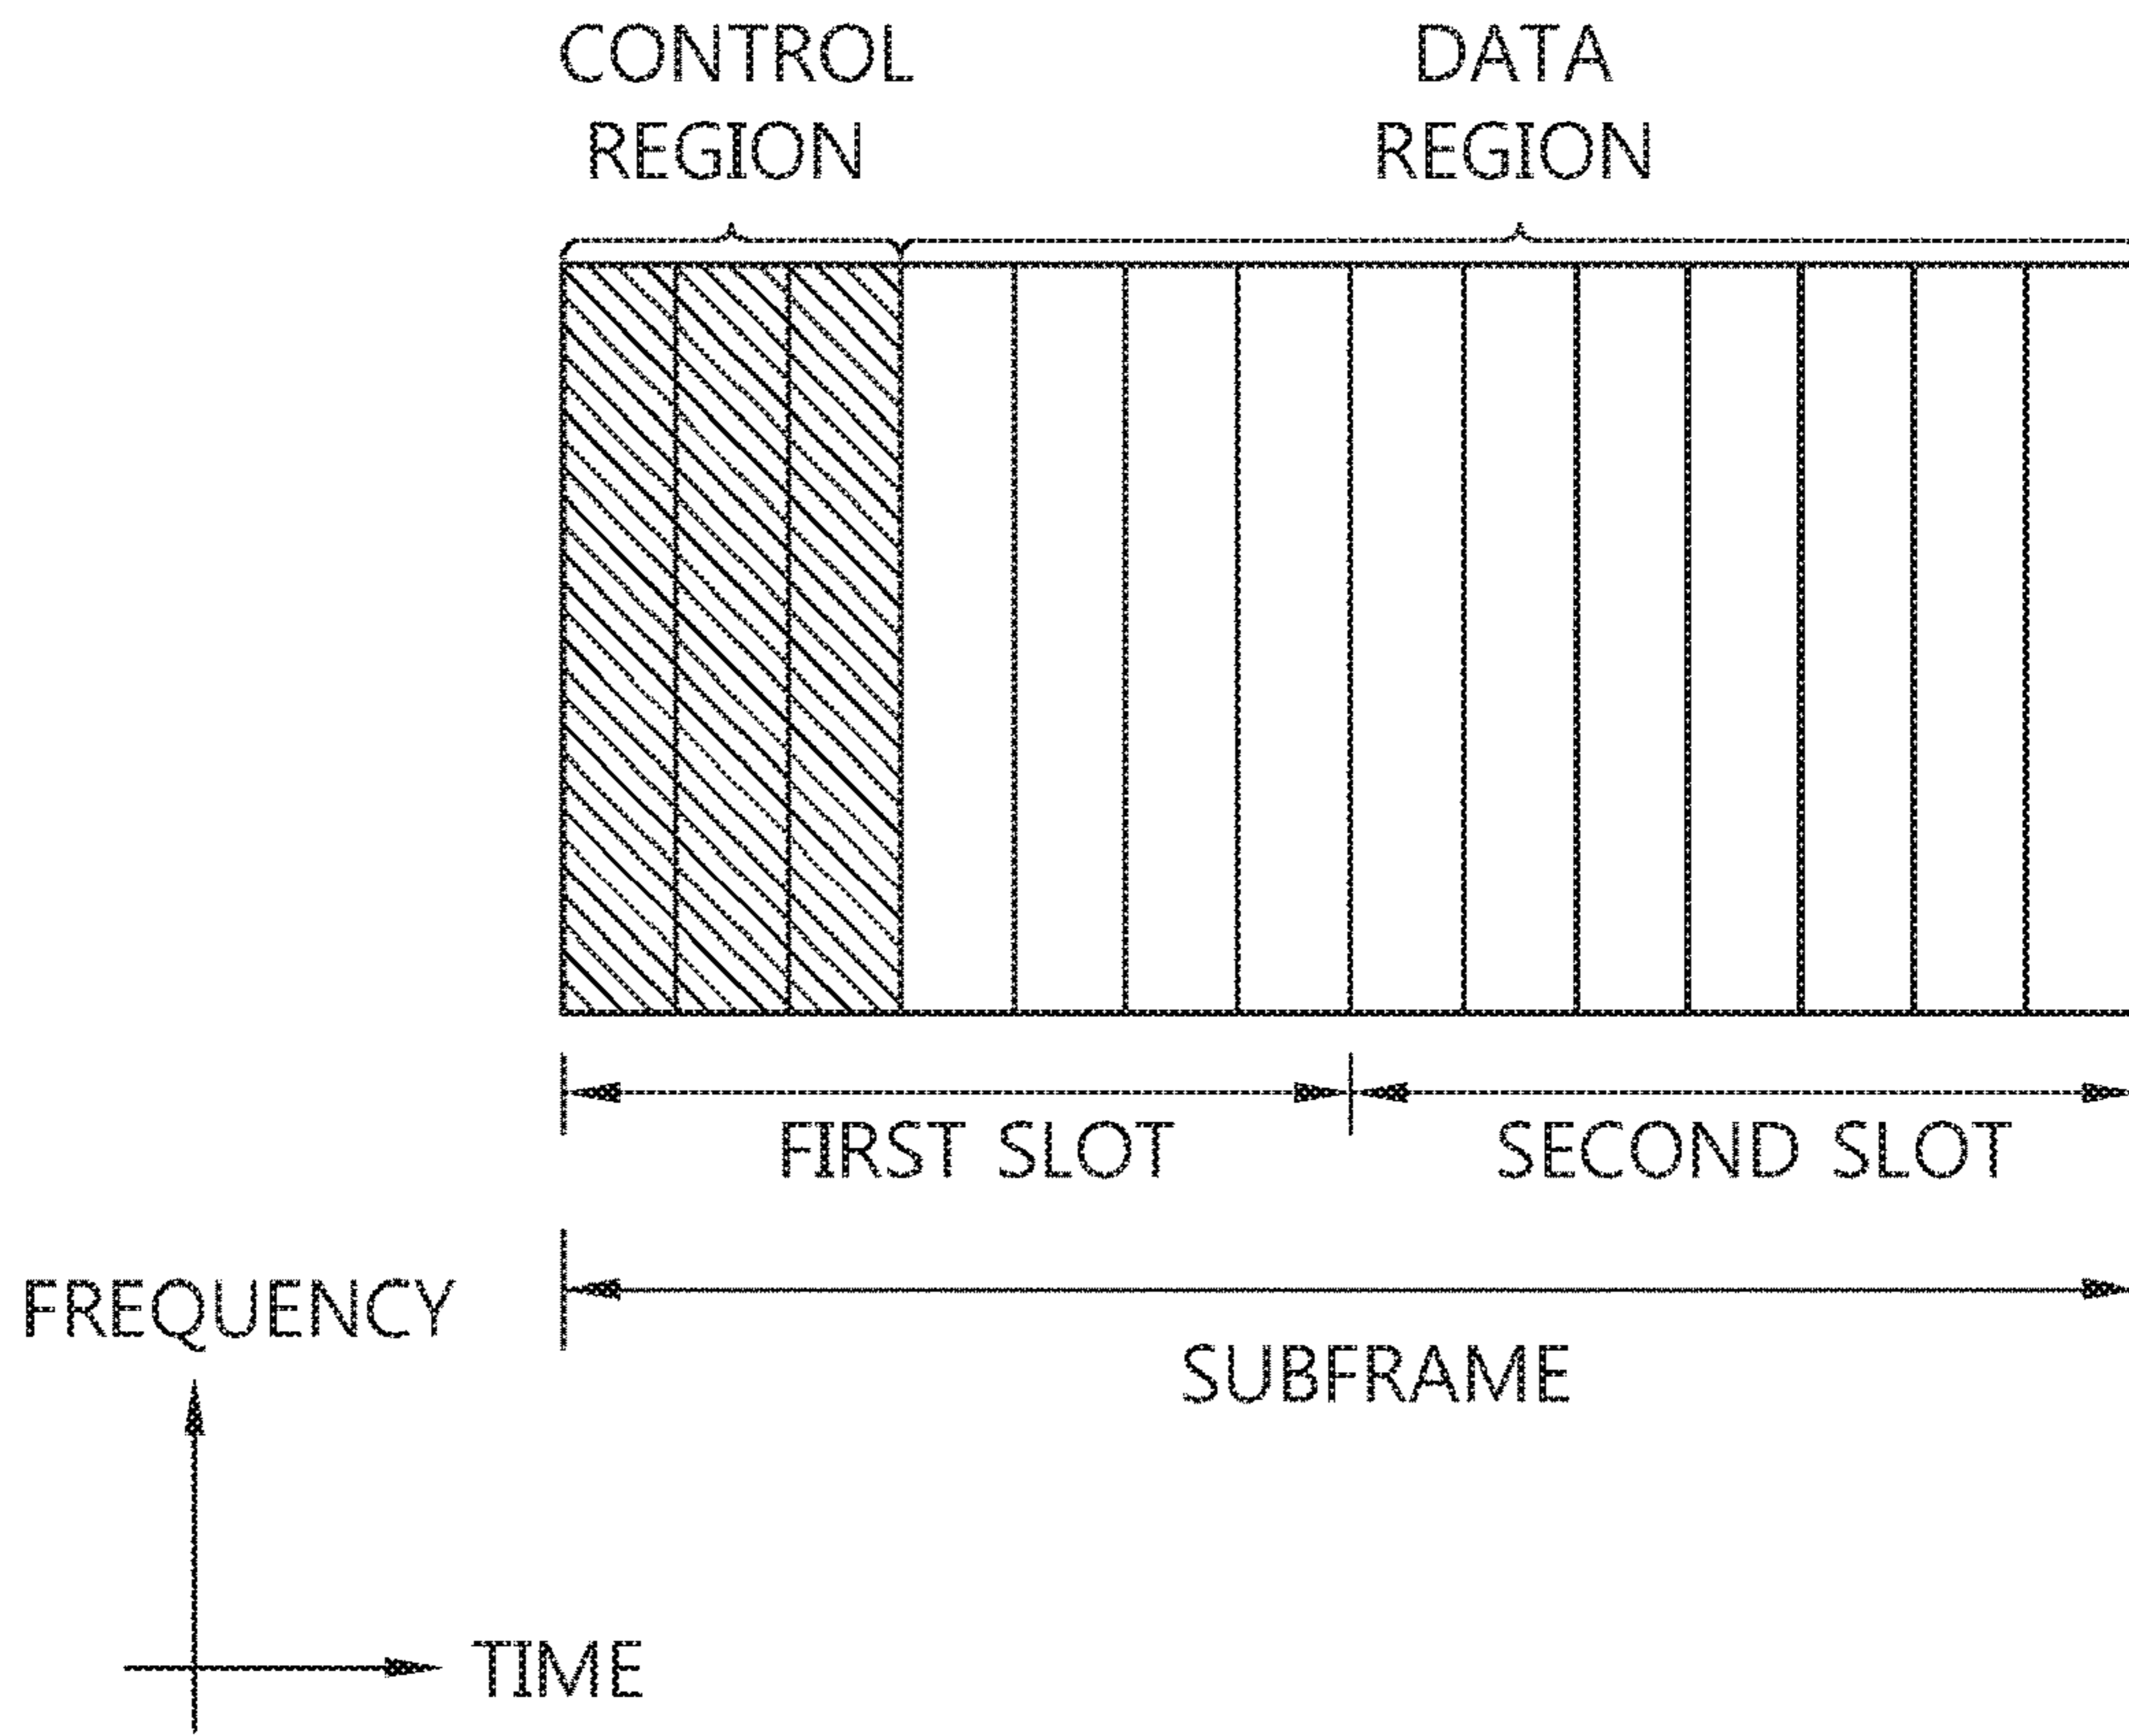 CONTROL
REGION
DATA
REGION
FIRST SLOT
SECOND SLOT
SUBFRAME
FREQUENCY
TIME